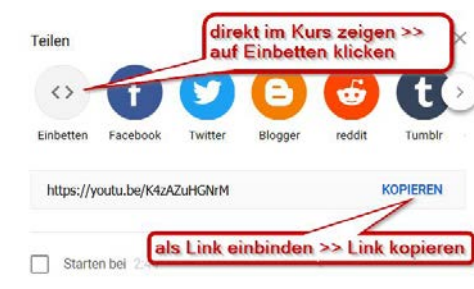 Teilen
direkt im Kurs zeigen >>
auf Einbetten klicken
Einbetten Facebook Twitter Blogger reddit Tumblr
https://youtu.be/K4zAZuHGNrM KOPIEREN
als Link einbinden >> Link kopieren
Starten bei